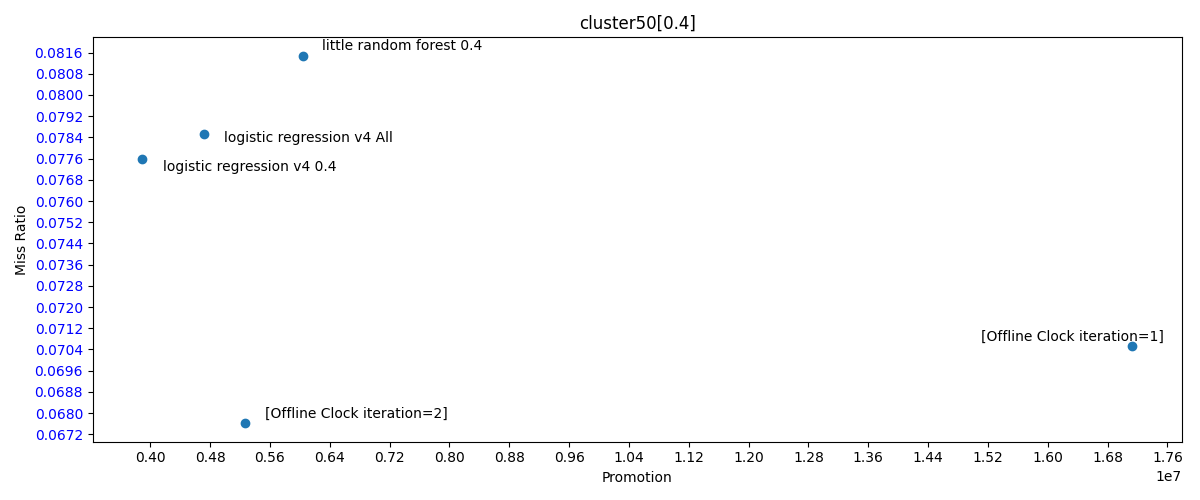 cluster50[0.4]
little random forest 0.4
logistic regression v4 All
logistic regression v4 0.4
[Offline Clock iteration=1]
[Offline Clock iteration=2]
Miss Ratio
0.0816
0.0808
0.0800
0.0792
0.0784
0.0776
0.0768
0.0760
0.0752
0.0744
0.0736
0.0728
0.0720
0.0712
0.0704
0.0696
0.0688
0.0680
0.0672
0.40 0.48 0.56 0.64 0.72 0.80 0.88 0.96 1.04 1.12 1.20 1.28 1.36 1.44 1.52 1.60 1.68 1.76
1e7
Promotion